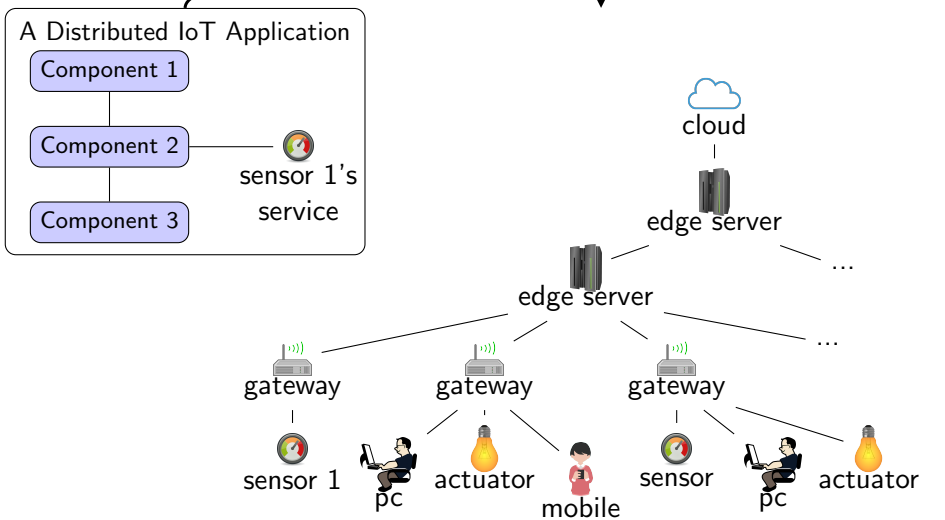 A Distributed IoT Application
Component 1
Component 2
sensor 1's
service
Component 3
cloud
edge server
...
edge server
...
gateway
gateway
gateway
sensor 1
pc
actuator
mobile
sensor
pc
actuator